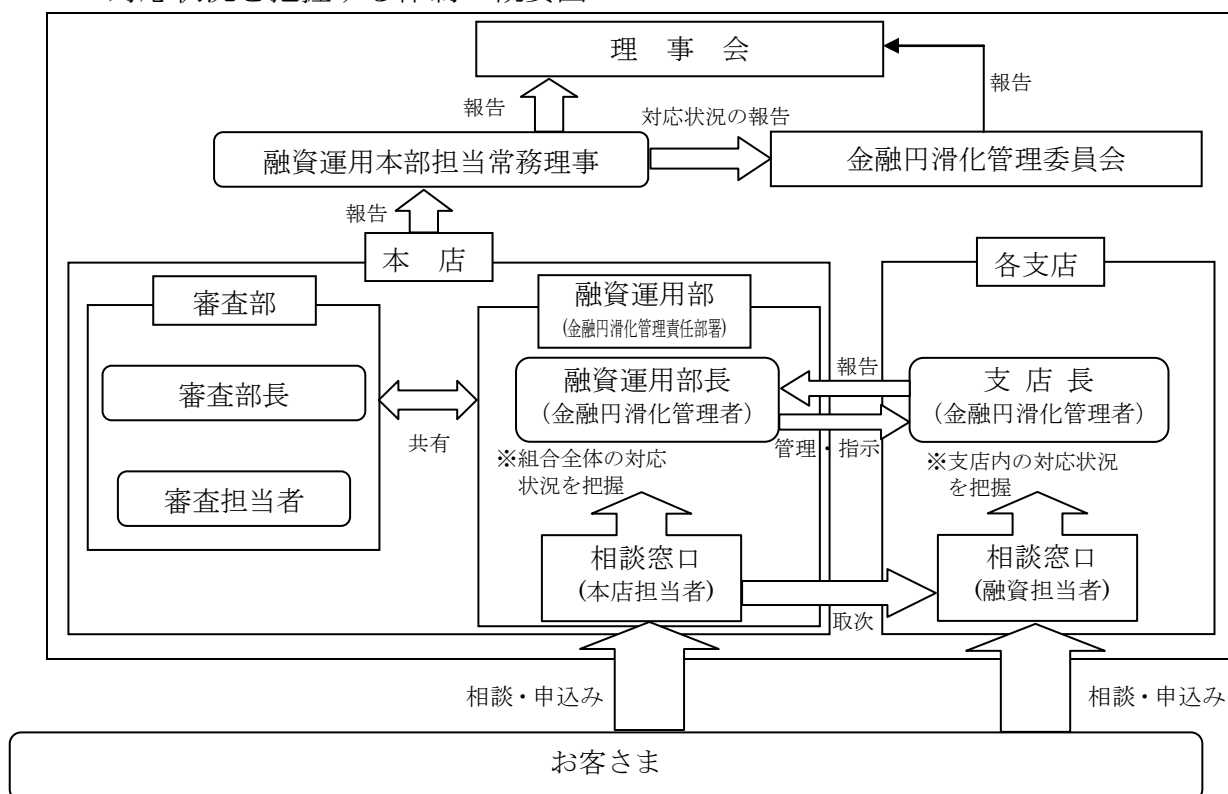 理 事 会
報告
報告
対応状況の報告
融資運用本部担当常務理事
金融円滑化管理委員会
報告
本 店
各支店
審査部
融資運用部
(金融円滑化管理責任部署)
審査部長
融資運用部長
(金融円滑化管理者)
報告
支 店 長
(金融円滑化管理者)
共有
管理・指示
※組合全体の対応
状況を把握
※支店内の対応状況
を把握
審査担当者
相談窓口
(本店担当者)
相談窓口
(融資担当者)
取次
相談・申込み
相談・申込み
お客さま